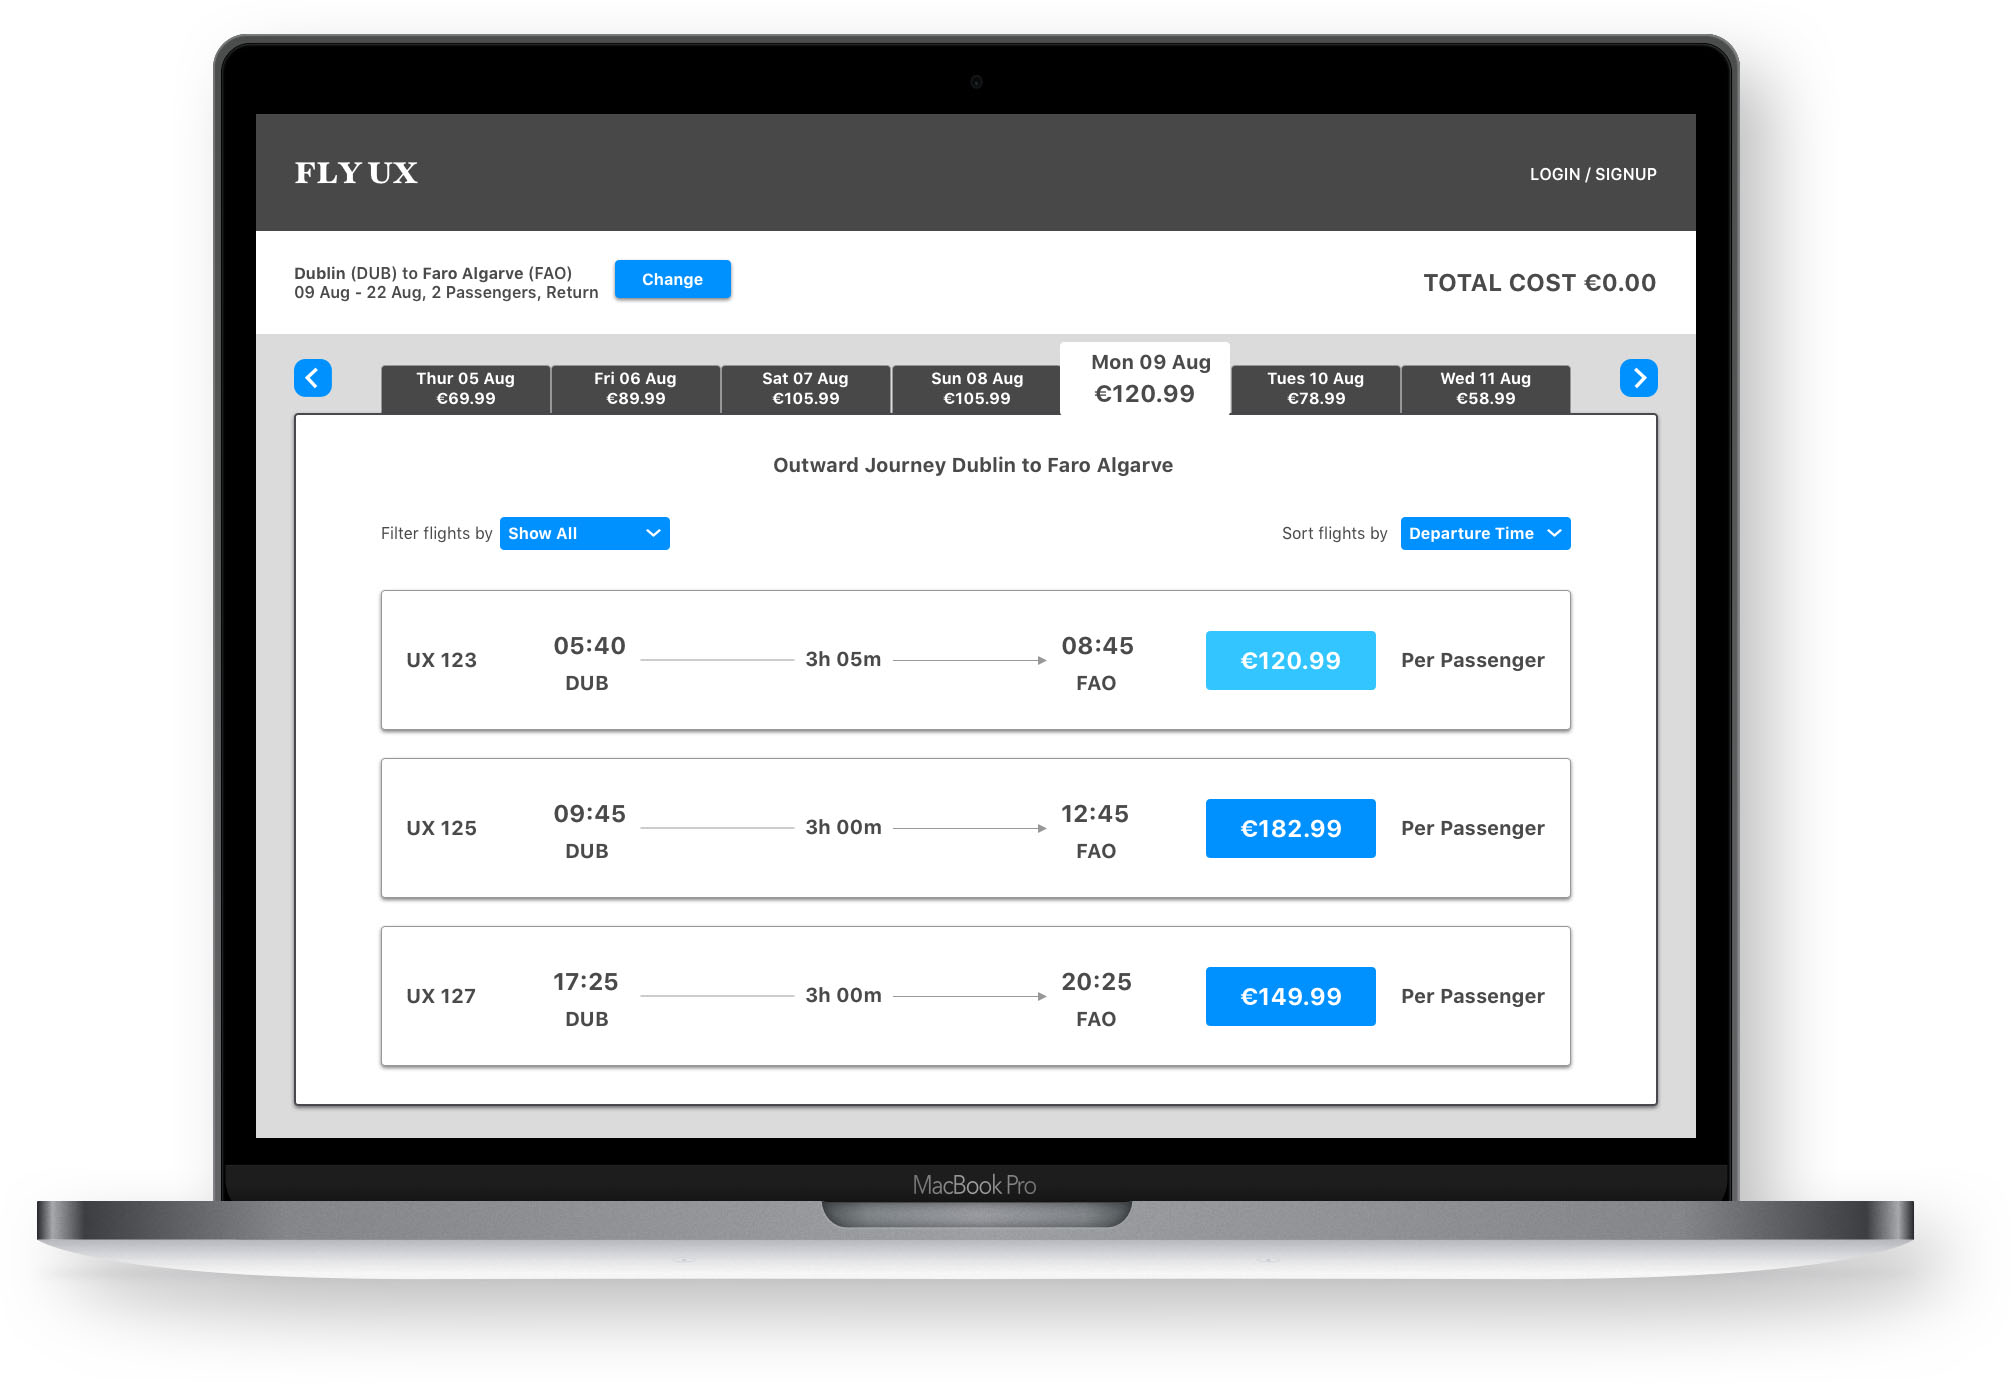 FLY UX
LOGIN / SIGNUP
Dublin (DUB) to Faro Algarve (FAO)
09 Aug - 22 Aug, 2 Passengers, Return
Change
TOTAL COST €0.00
Thur 05 Aug
€69.99
Fri 06 Aug
€89.99
Sat 07 Aug
€105.99
Sun 08 Aug
€105.99
Mon 09 Aug
€120.99
Tues 10 Aug
€78.99
Wed 11 Aug
€58.99
Outward Journey Dublin to Faro Algarve
Filter flights by Show All
Sort flights by Departure Time
UX 123
05:40
DUB
3h 05m
08:45
FAO
€120.99
Per Passenger
UX 125
09:45
DUB
3h 00m
12:45
FAO
€182.99
Per Passenger
UX 127
17:25
DUB
3h 00m
20:25
FAO
€149.99
Per Passenger
MacBook Pro